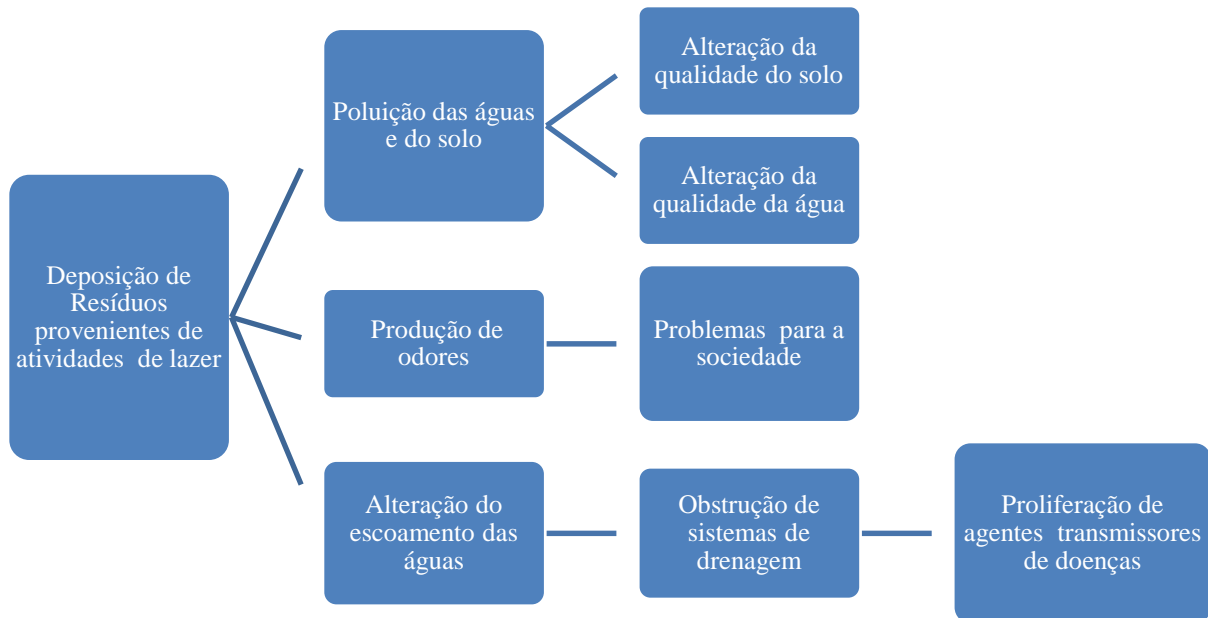 Deposição de
Resíduos
provenientes de
atividades de lazer
Poluição das águas
e do solo
Alteração da
qualidade do solo
Alteração da
qualidade da água
Produção de
odores
Problemas para a
sociedade
Alteração do
escoamento das
águas
Obstrução de
sistemas de
drenagem
Proliferação de
agentes transmissores
de doenças